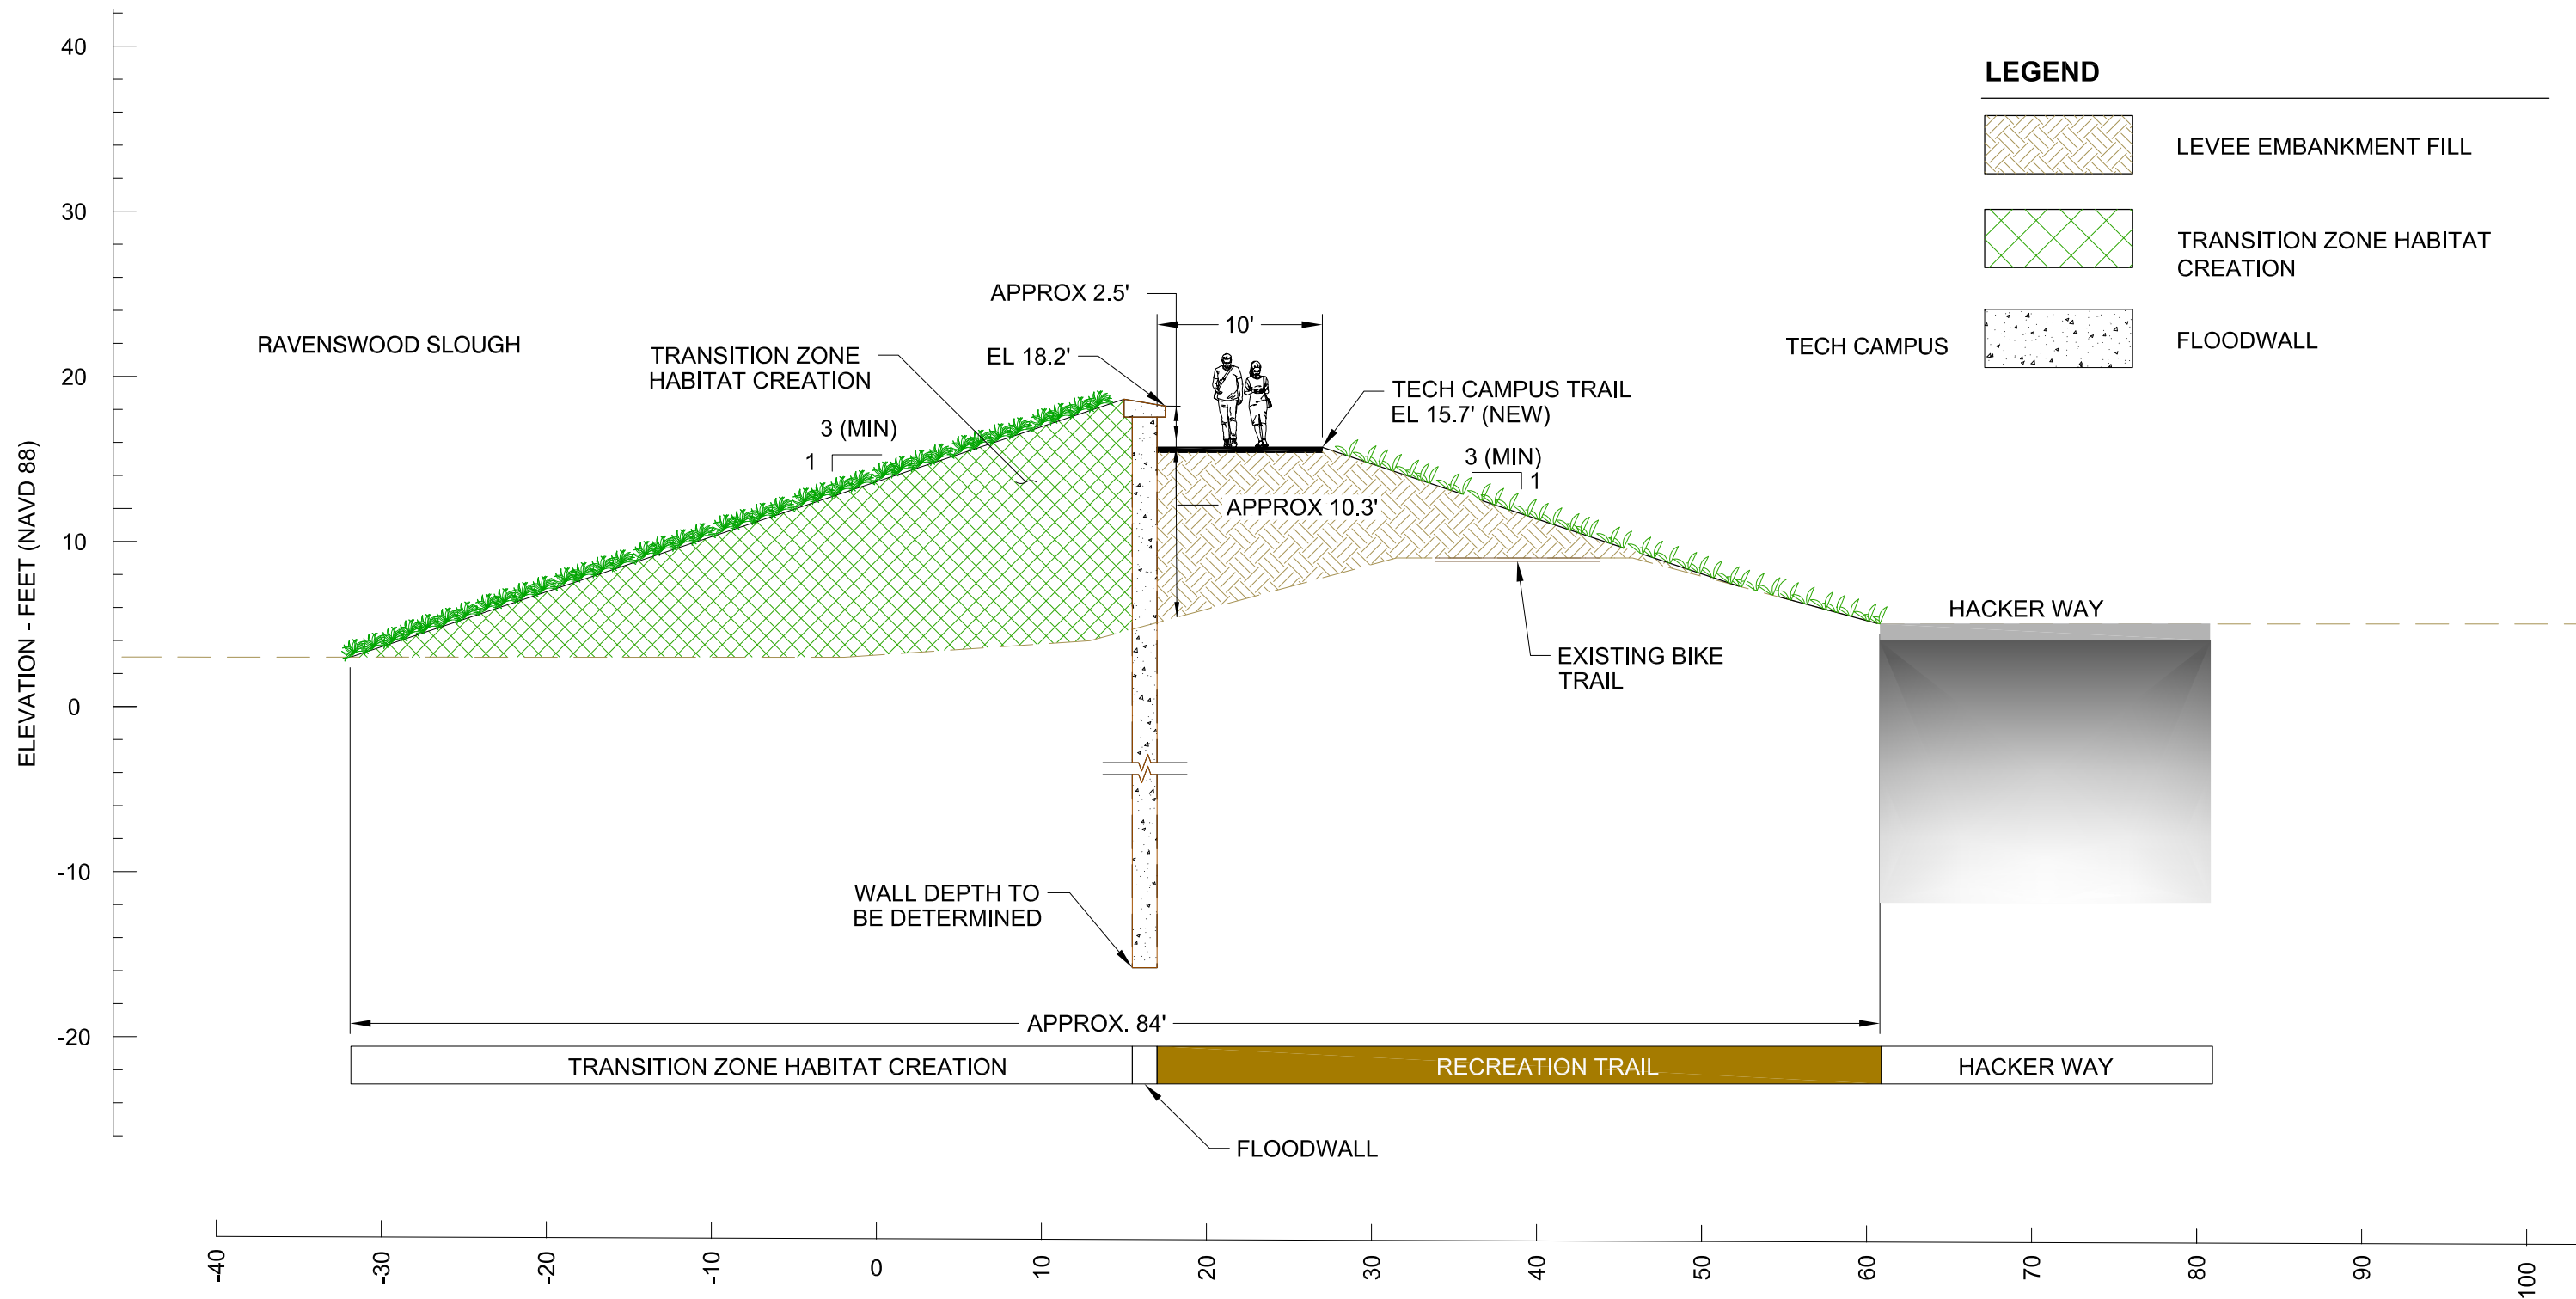 40
30
20
10
0
-10
-20
ELEVATION - FEET (NAVD 88)
LEGEND
LEVEE EMBANKMENT FILL
TRANSITION ZONE HABITAT
CREATION
FLOODWALL
RAVENSWOOD SLOUGH
TECH CAMPUS
TRANSITION ZONE
HABITAT CREATION
3 (MIN)
1
APPROX 2.5'
EL 18.2'
10'
TECH CAMPUS TRAIL
EL 15.7' (NEW)
3 (MIN)
1
APPROX 10.3'
EXISTING BIKE
TRAIL
HACKER WAY
WALL DEPTH TO
BE DETERMINED
APPROX. 84'
TRANSITION ZONE HABITAT CREATION
RECREATION TRAIL
HACKER WAY
FLOODWALL
-40
-30
-20
-10
0
10
20
30
40
50
60
70
80
90
100